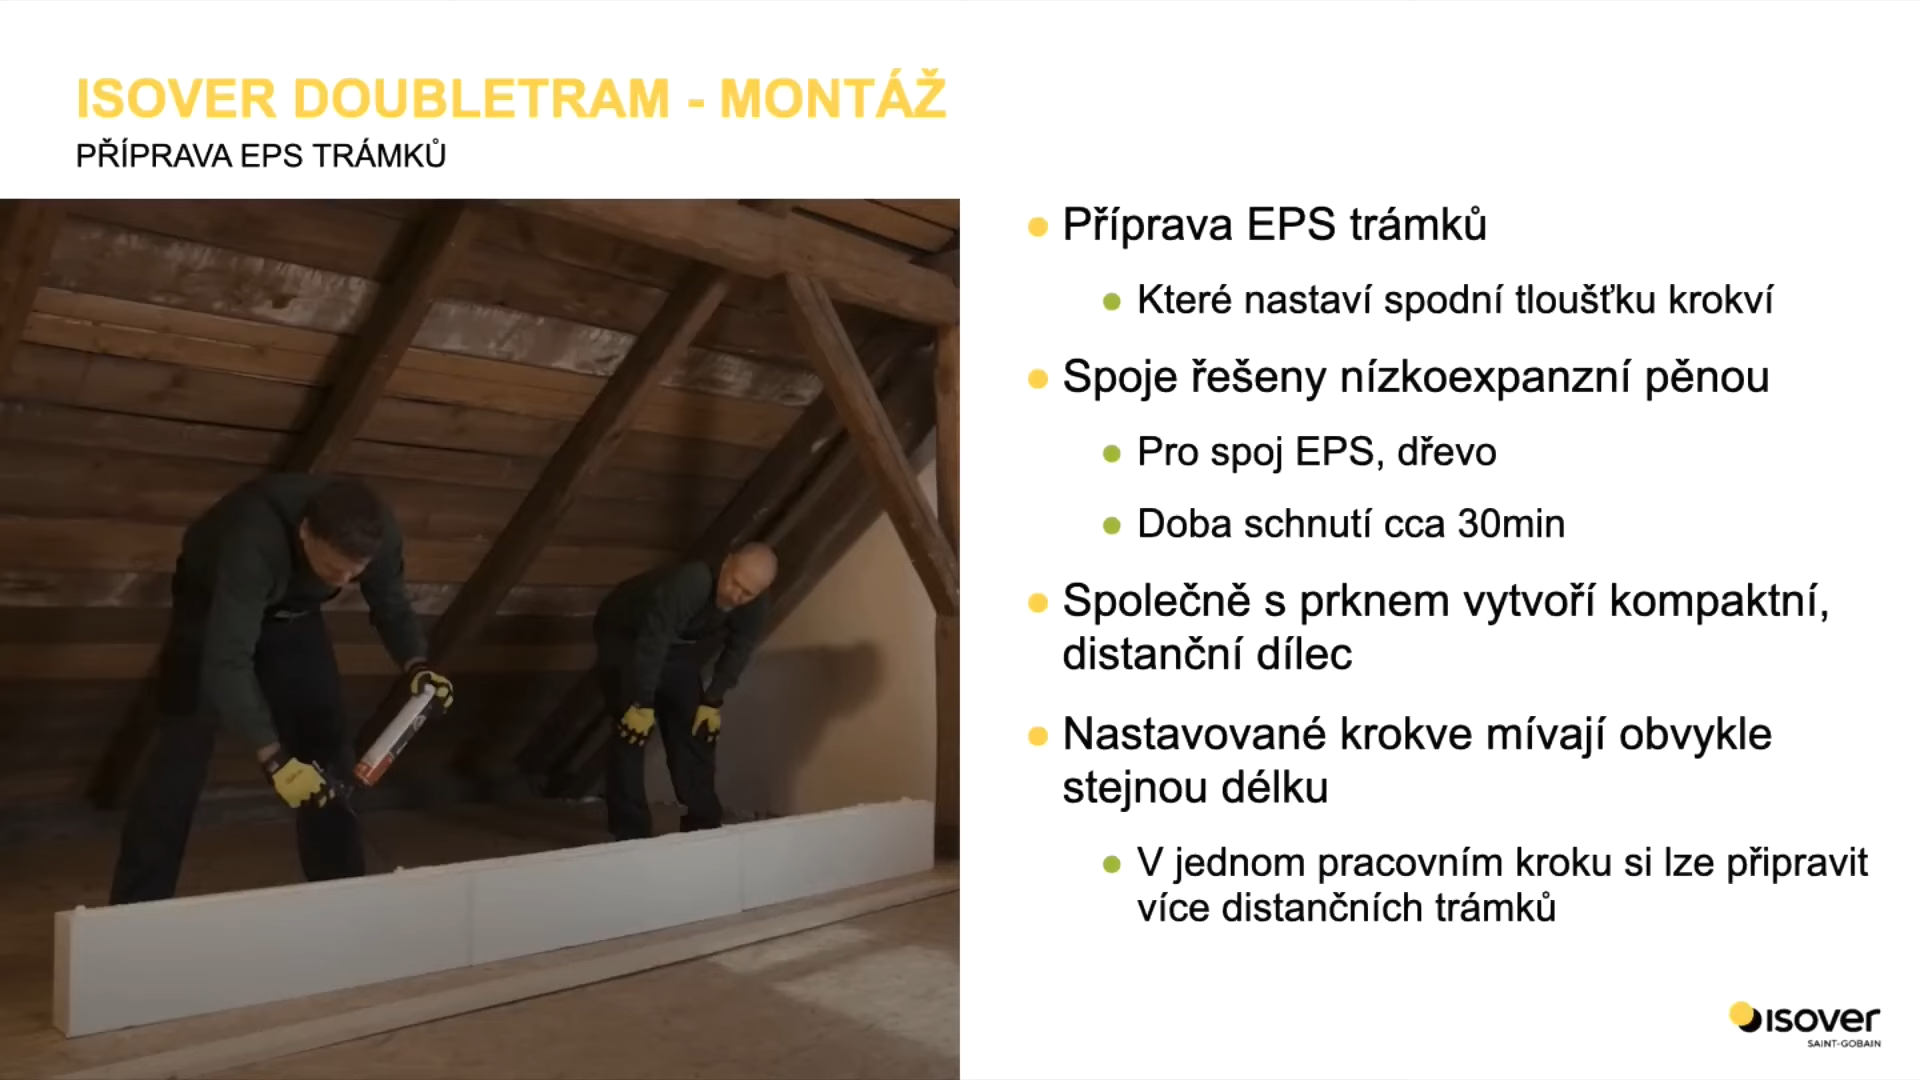 ISOVER DOUBLETRAM - MONTÁŽ
PŘÍPRAVA EPS TRÁMKŮ
Příprava EPS trámků
Které nastaví spodní tloušťku krokví
Spoje řešeny nízkoexpanzní pěnou
Pro spoj EPS, dřevo
Doba schnutí cca 30min
Společně s prknem vytvoří kompaktní,
distanční dílec
Nastavované krokve mívají obvykle
stejnou délku
V jednom pracovním kroku si lze připravit
více distančních trámků
isover
SAINT-GOBAIN